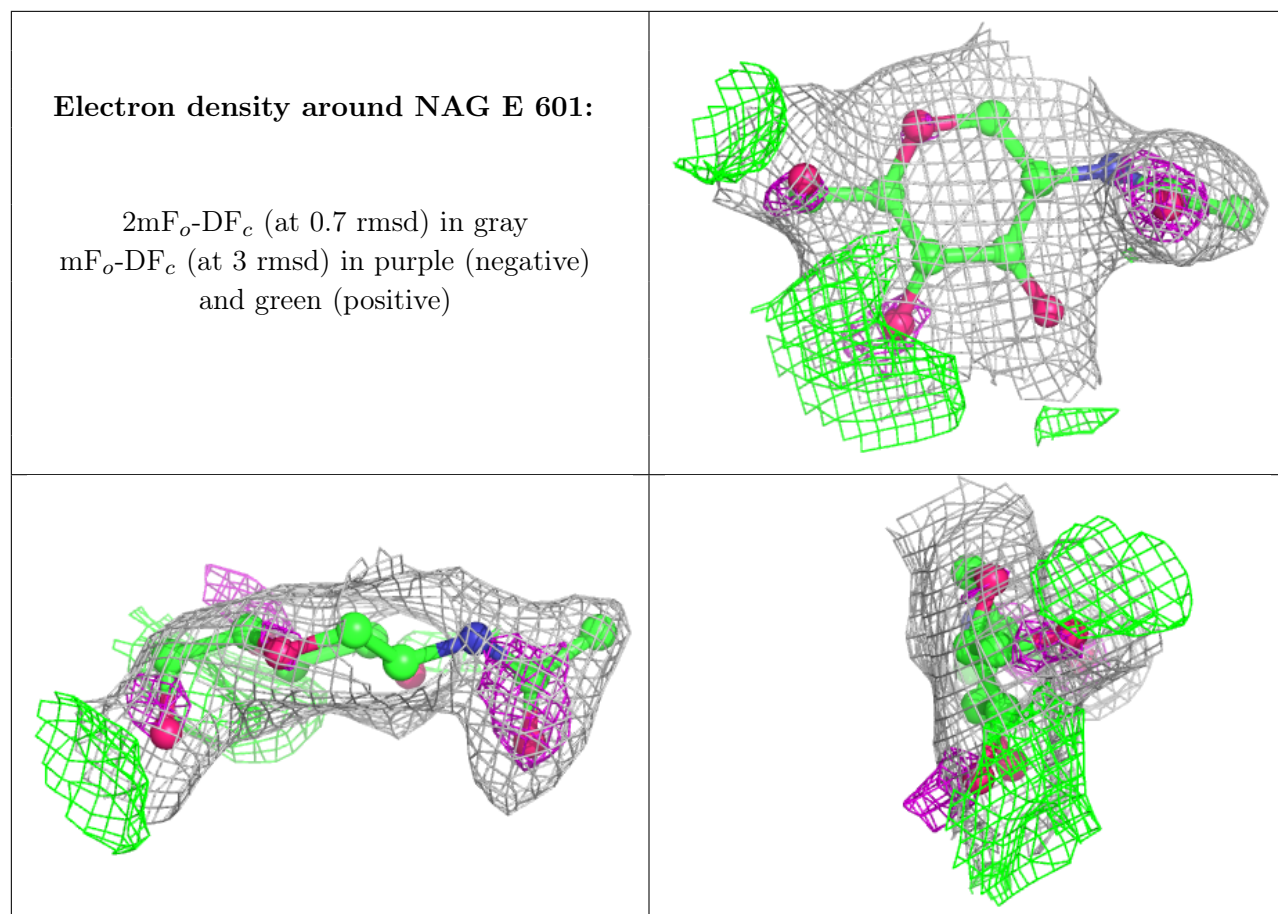 Electron density around NAG E 601:
2mFₒ-DF𝒸 (at 0.7 rmsd) in gray
mFₒ-DF𝒸 (at 3 rmsd) in purple (negative)
and green (positive)